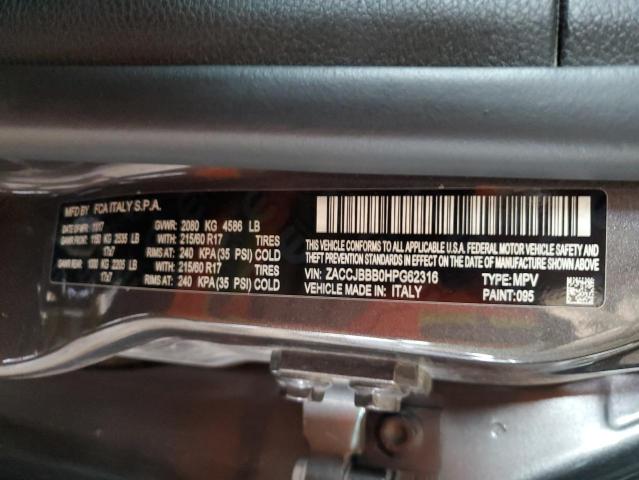 MFD BY FCA ITALY S.P.A.
GVWR: 2080 KG 4586 LB
WITH 215/60 R17 TIRES
RIMS AT: 240 KPA (35 PSI) COLD
WITH 215/60 R17 TIRES
RIMS AT: 240 KPA (35 PSI) COLD
THIS VEHICLE CONFORMS TO ALL APPLICABLE U.S.A. FEDERAL MOTOR VEHICLE SAFETY,
BUMPER, AND THEFT PREVENTION STANDARDS IN
EFFECT ON THE DATE OF MANUFACTURE SHOWN ABOVE.
VIN: ZACCJBBB0HPG62316 TYPE: MPV
VEHICLE MADE IN: ITALY PAINT: 095